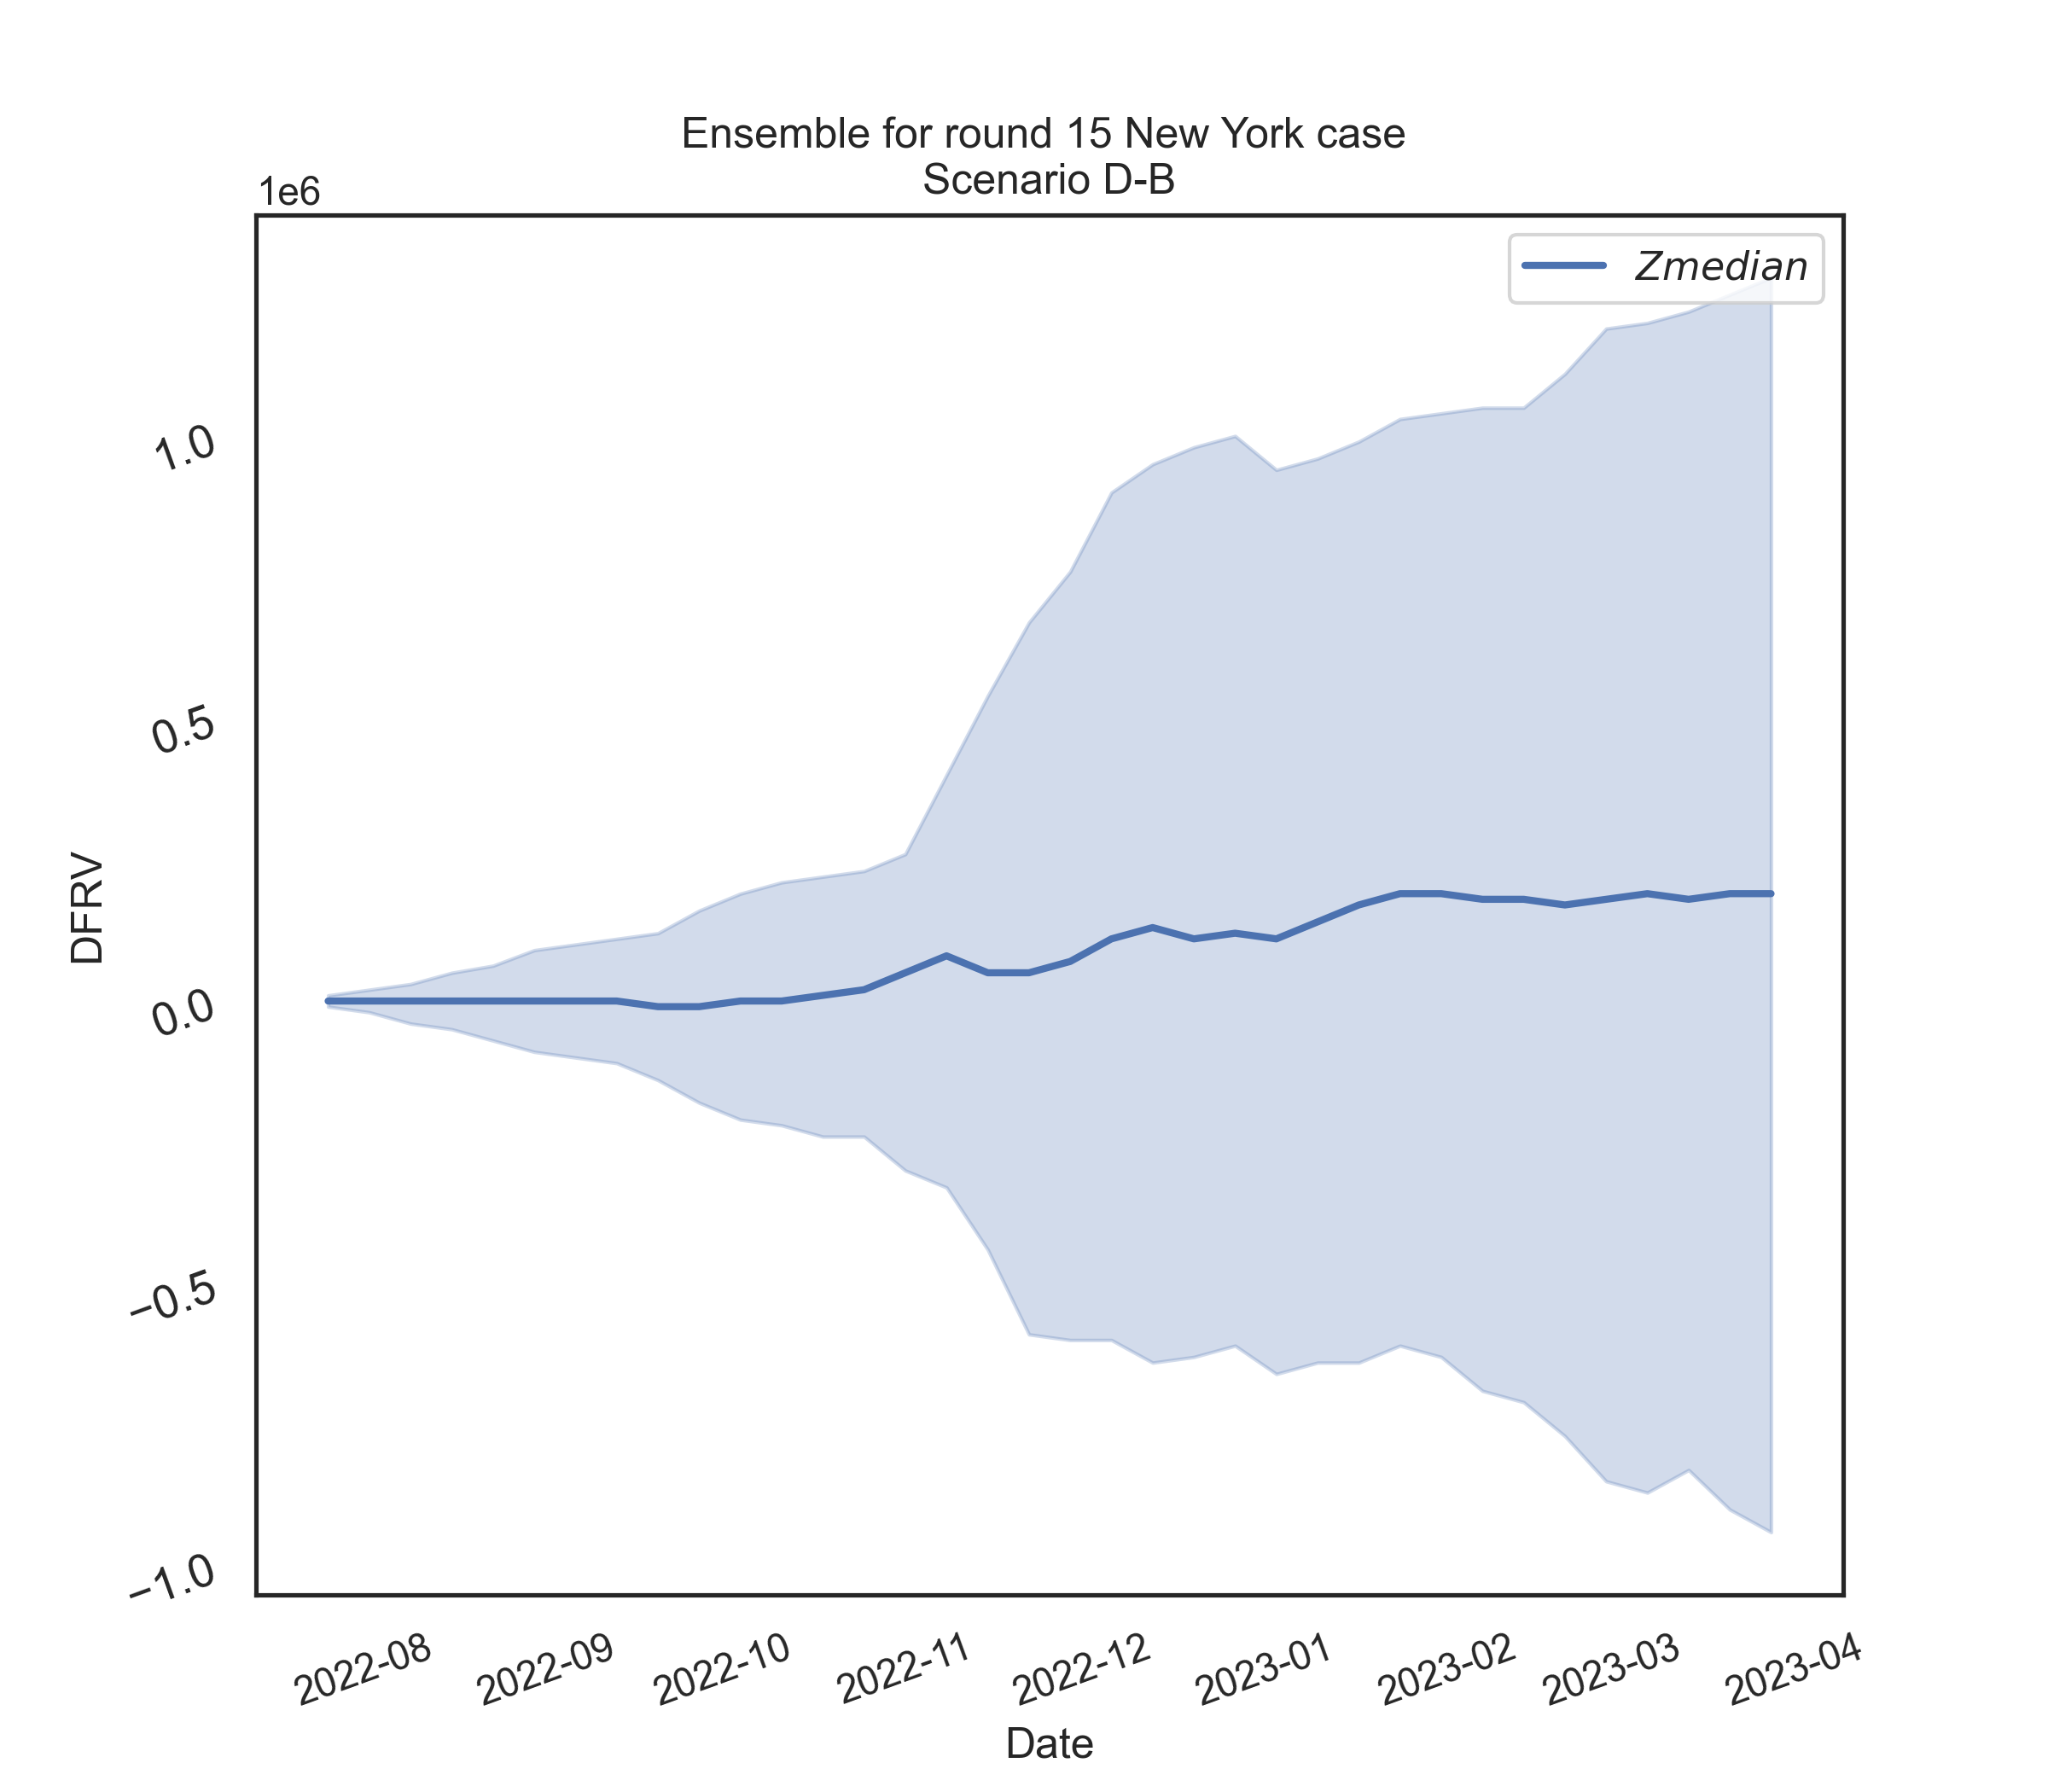 Ensemble for round 15 New York case
Scenario D-B
1e6
Zmedian
1.0
0.5
0.0
−0.5
−1.0
DFRV
2022-08
2022-09
2022-10
2022-11
2022-12
2023-01
2023-02
2023-03
2023-04
Date